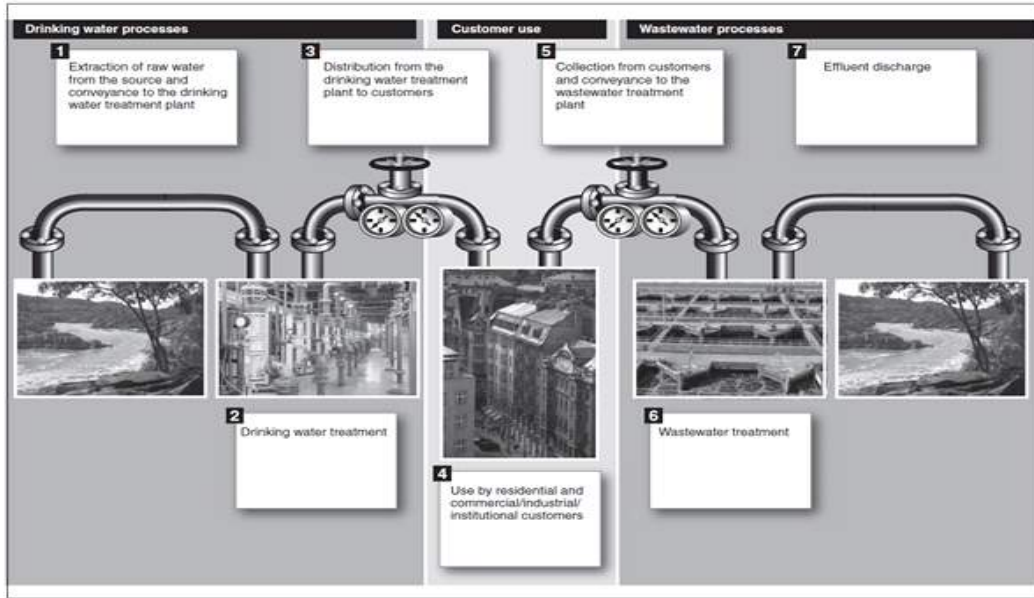 Drinking water processes
Customer use
Wastewater processes
1
Extraction of raw water
from the source and
conveyance to the drinking
water treatment plant
3
Distribution from the
drinking water treatment
plant to customers
5
Collection from customers
and conveyance to the
wastewater treatment
plant
7
Effluent discharge
2
Drinking water treatment
4
Use by residential and
commercial/industrial/
institutional customers
6
Wastewater treatment